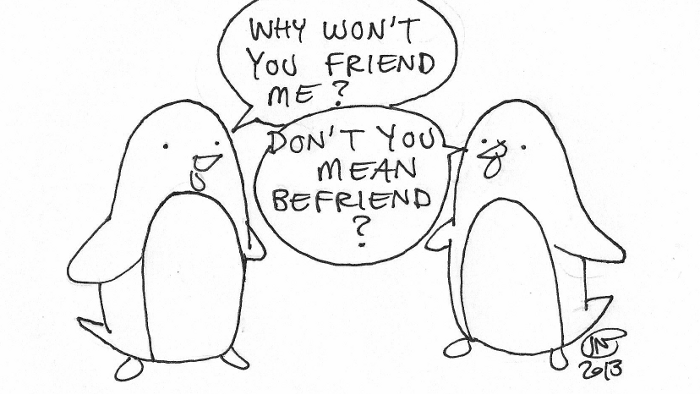 WHY WON'T
YOU FRIEND
ME?
DON'T YOU
MEAN
BEFRIEND
?
2013